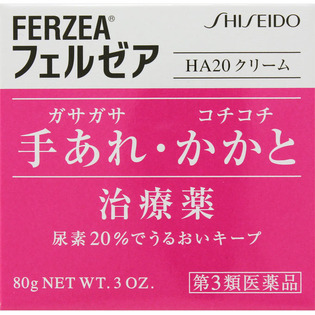 FERZEA®
SHISEIDO
フェルゼア
HA20クリーム
ガサガサ コチコチ
手あれ・かかと
治療薬
尿素20%でうるおいキープ
80g NET WT. 3 OZ.
第3類医薬品